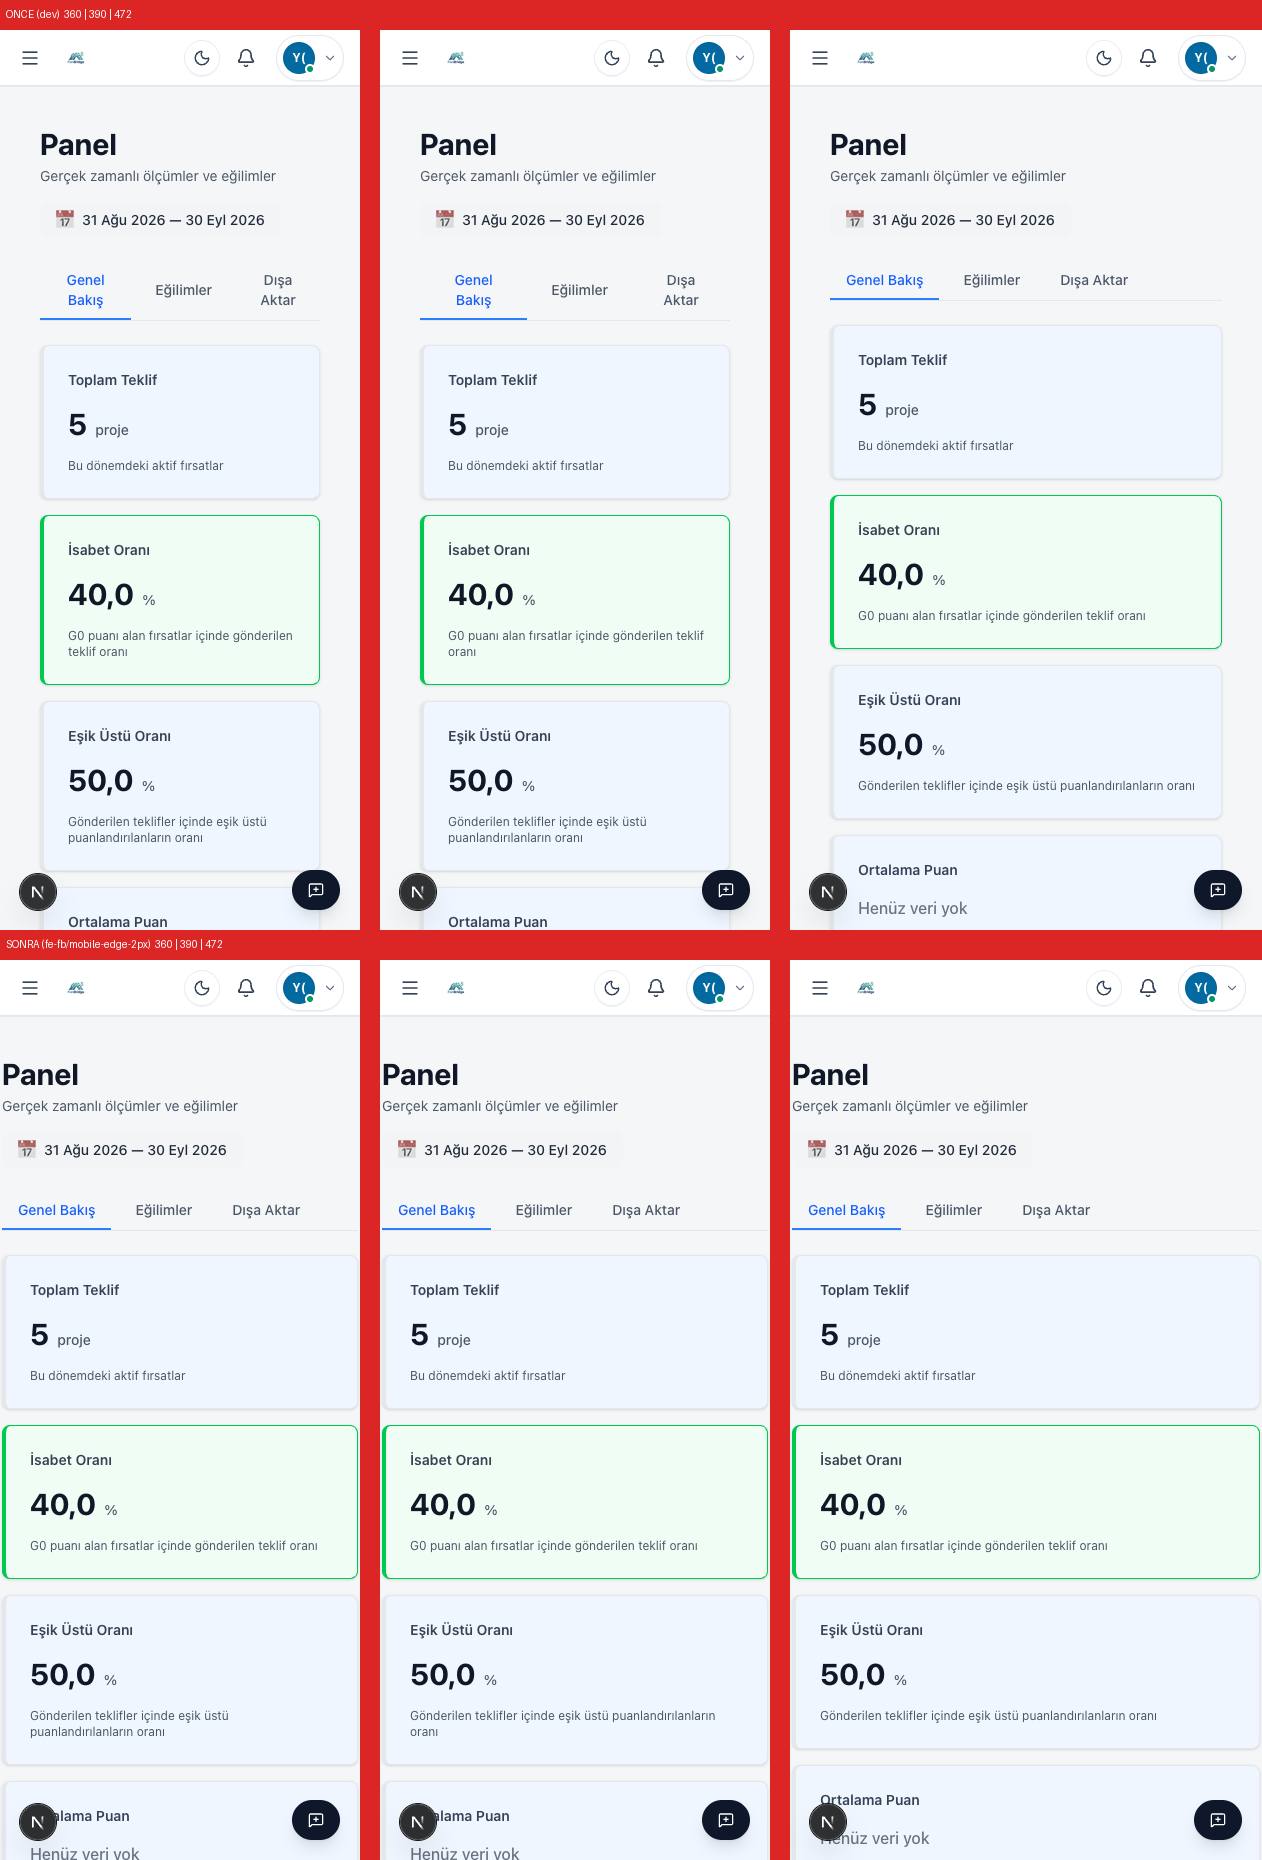 ONCE (dev) 360 | 390 | 472
Y(
Panel
Gerçek zamanlı ölçümler ve eğilimler
17 31 Ağu 2026 — 30 Eyl 2026
Genel
Bakış
Eğilimler
Dışa
Aktar
Toplam Teklif
5 proje
Bu dönemdeki aktif fırsatlar
İsabet Oranı
40,0 %
G0 puanı alan fırsatlar içinde gönderilen
teklif oranı
Eşik Üstü Oranı
50,0 %
Gönderilen teklifler içinde eşik üstü
puanlandırılanların oranı
N
Ortalama Puan
Y(
Panel
Gerçek zamanlı ölçümler ve eğilimler
17 31 Ağu 2026 — 30 Eyl 2026
Genel
Bakış
Eğilimler
Dışa
Aktar
Toplam Teklif
5 proje
Bu dönemdeki aktif fırsatlar
İsabet Oranı
40,0 %
G0 puanı alan fırsatlar içinde gönderilen teklif
oranı
Eşik Üstü Oranı
50,0 %
Gönderilen teklifler içinde eşik üstü
puanlandırılanların oranı
N
Ortalama Puan
Y(
Panel
Gerçek zamanlı ölçümler ve eğilimler
17 31 Ağu 2026 — 30 Eyl 2026
Genel Bakış Eğilimler Dışa Aktar
Toplam Teklif
5 proje
Bu dönemdeki aktif fırsatlar
İsabet Oranı
40,0 %
G0 puanı alan fırsatlar içinde gönderilen teklif oranı
Eşik Üstü Oranı
50,0 %
Gönderilen teklifler içinde eşik üstü puanlandırılanların oranı
Ortalama Puan
N
Henüz veri yok
SONRA (fe-fb/mobile-edge-2px) 360 | 390 | 472
Y(
Panel
Gerçek zamanlı ölçümler ve eğilimler
17 31 Ağu 2026 — 30 Eyl 2026
Genel Bakış Eğilimler Dışa Aktar
Toplam Teklif
5 proje
Bu dönemdeki aktif fırsatlar
İsabet Oranı
40,0 %
G0 puanı alan fırsatlar içinde gönderilen teklif oranı
Eşik Üstü Oranı
50,0 %
Gönderilen teklifler içinde eşik üstü
puanlandırılanların oranı
N alama Puan
Henüz veri yok
Y(
Panel
Gerçek zamanlı ölçümler ve eğilimler
17 31 Ağu 2026 — 30 Eyl 2026
Genel Bakış Eğilimler Dışa Aktar
Toplam Teklif
5 proje
Bu dönemdeki aktif fırsatlar
İsabet Oranı
40,0 %
G0 puanı alan fırsatlar içinde gönderilen teklif oranı
Eşik Üstü Oranı
50,0 %
Gönderilen teklifler içinde eşik üstü puanlandırılanların
oranı
N alama Puan
Henüz veri yok
Y(
Panel
Gerçek zamanlı ölçümler ve eğilimler
17 31 Ağu 2026 — 30 Eyl 2026
Genel Bakış Eğilimler Dışa Aktar
Toplam Teklif
5 proje
Bu dönemdeki aktif fırsatlar
İsabet Oranı
40,0 %
G0 puanı alan fırsatlar içinde gönderilen teklif oranı
Eşik Üstü Oranı
50,0 %
Gönderilen teklifler içinde eşik üstü puanlandırılanların oranı
Ortalama Puan
N
Henüz veri yok